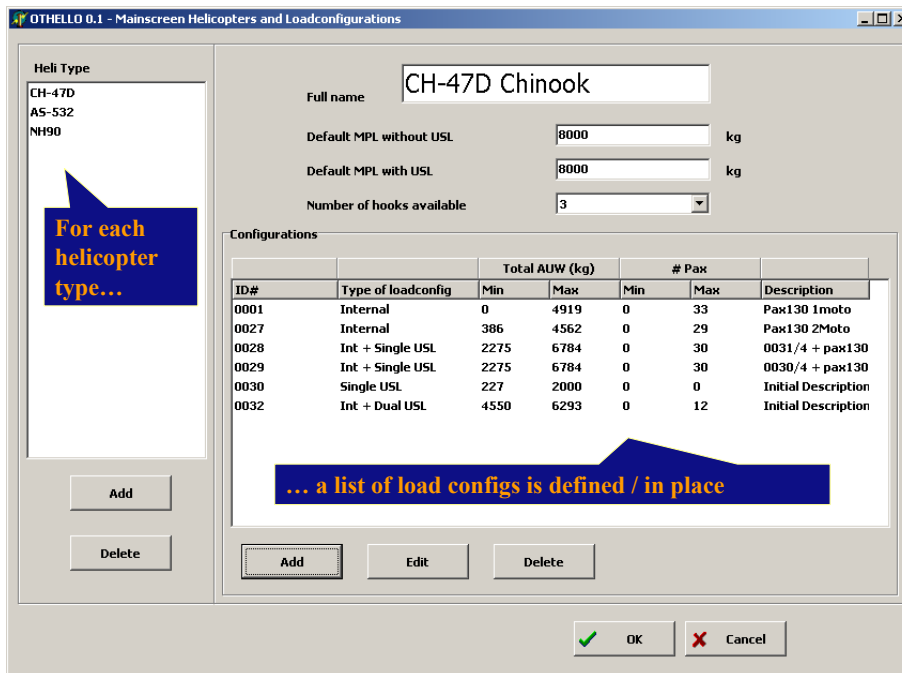 OTHELLO 0.1 - Mainscreen Helicopters and Loadconfigurations
Heli Type
CH-47D
AS-532
NH90
For each
helicopter
type…
Add
Delete
Full name CH-47D Chinook
Default MPL without USL 8000 kg
Default MPL with USL 8000 kg
Number of hooks available 3
Configurations
Total AUW (kg) # Pax
ID# Type of loadconfig Min Max Min Max Description
0001 Internal 0 4919 0 33 Pax130 1moto
0027 Internal 386 4562 0 29 Pax130 2Moto
0028 Int + Single USL 2275 6784 0 30 0031/4 + pax130
0029 Int + Single USL 2275 6784 0 30 0030/4 + pax130
0030 Single USL 227 2000 0 0 Initial Description
0032 Int + Dual USL 4550 6293 0 12 Initial Description
… a list of load configs is defined / in place
Add Edit Delete
OK Cancel